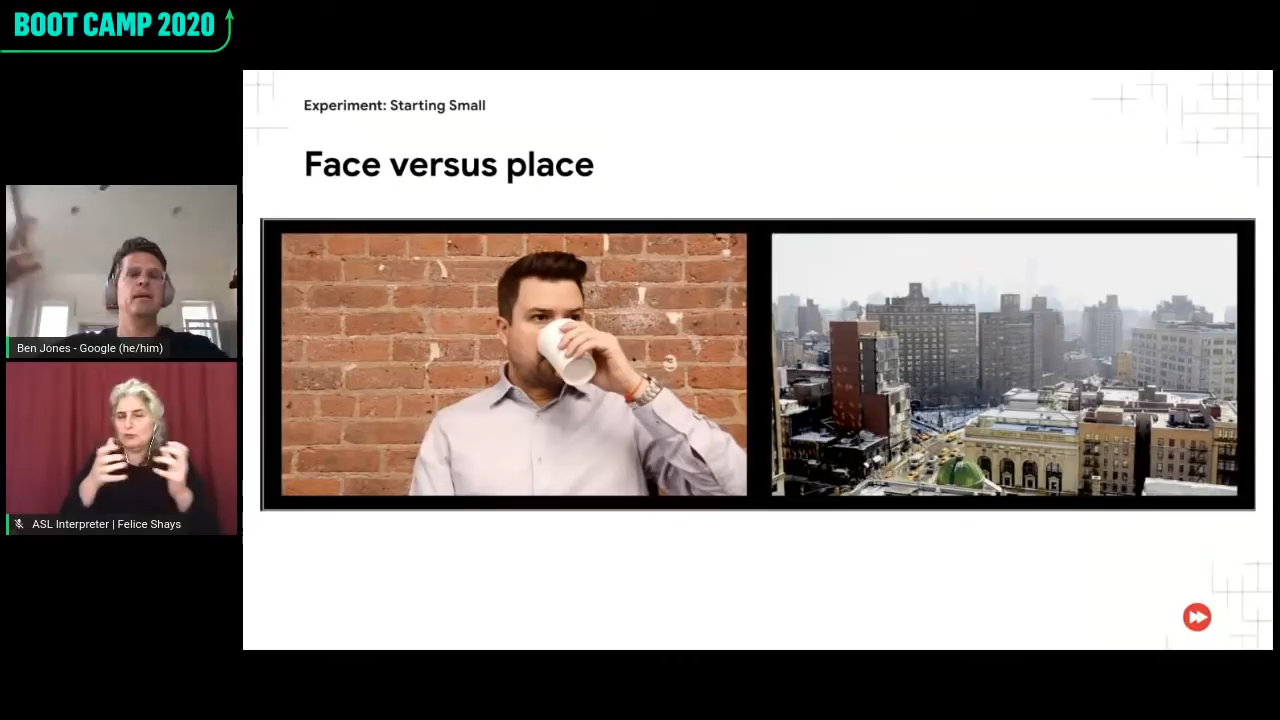 BOOT CAMP 2020
Experiment: Starting Small
Face versus place
Ben Jones - Google (he/him)
ASL Interpreter | Felice Shays